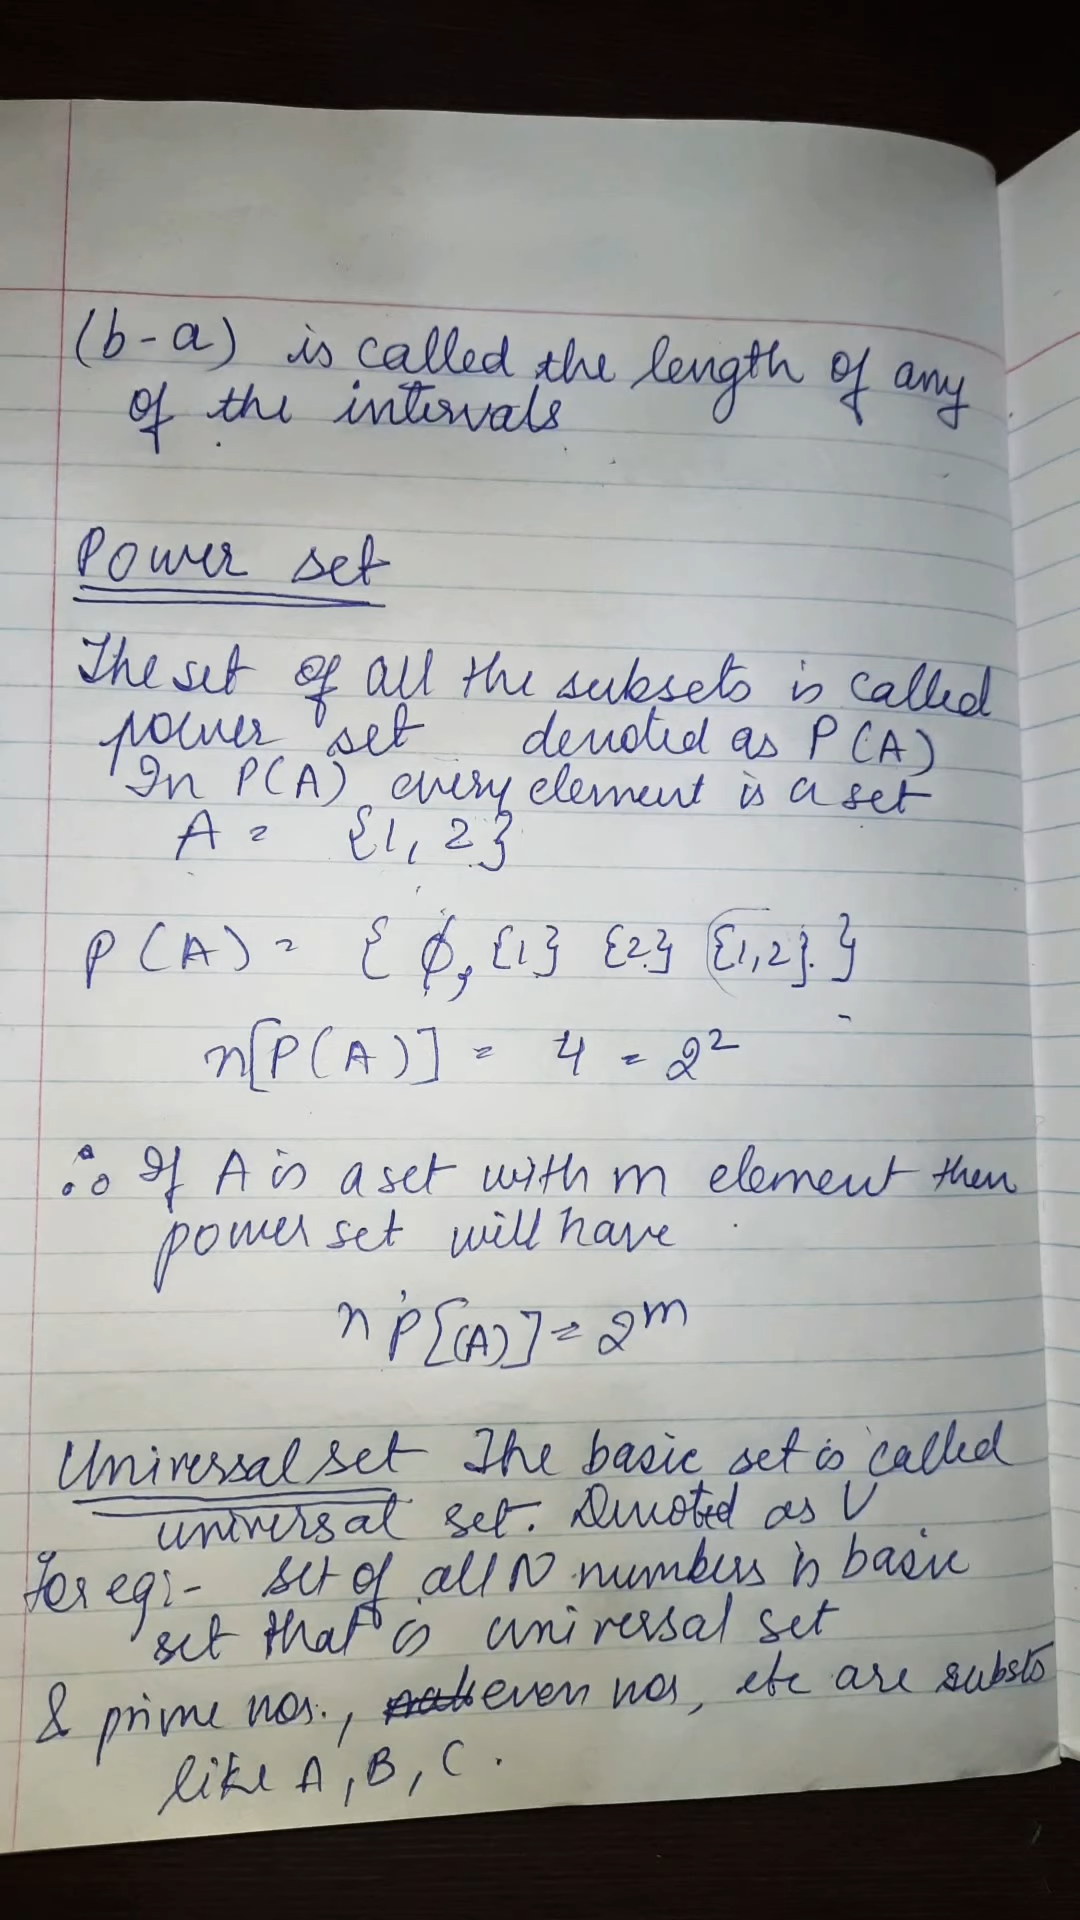 (b-a) is called the length of any
of the intervals
Power set
The set of all the subsets is called
power set denoted as P(A)
In P(A) every element is a set
A = {1, 2}
P(A) = { ϕ, {1} {2} {1,2} }
n[P(A)] = 4 = 2²
∴ If A is a set with m element then
power set will have
n P[(A)] = 2ᵐ
Universal set The basic set is called
universal set. Denoted as U
For eg:- set of all N numbers is basic
set that is universal set
& prime nos., even nos, etc are substs
like A, B, C.